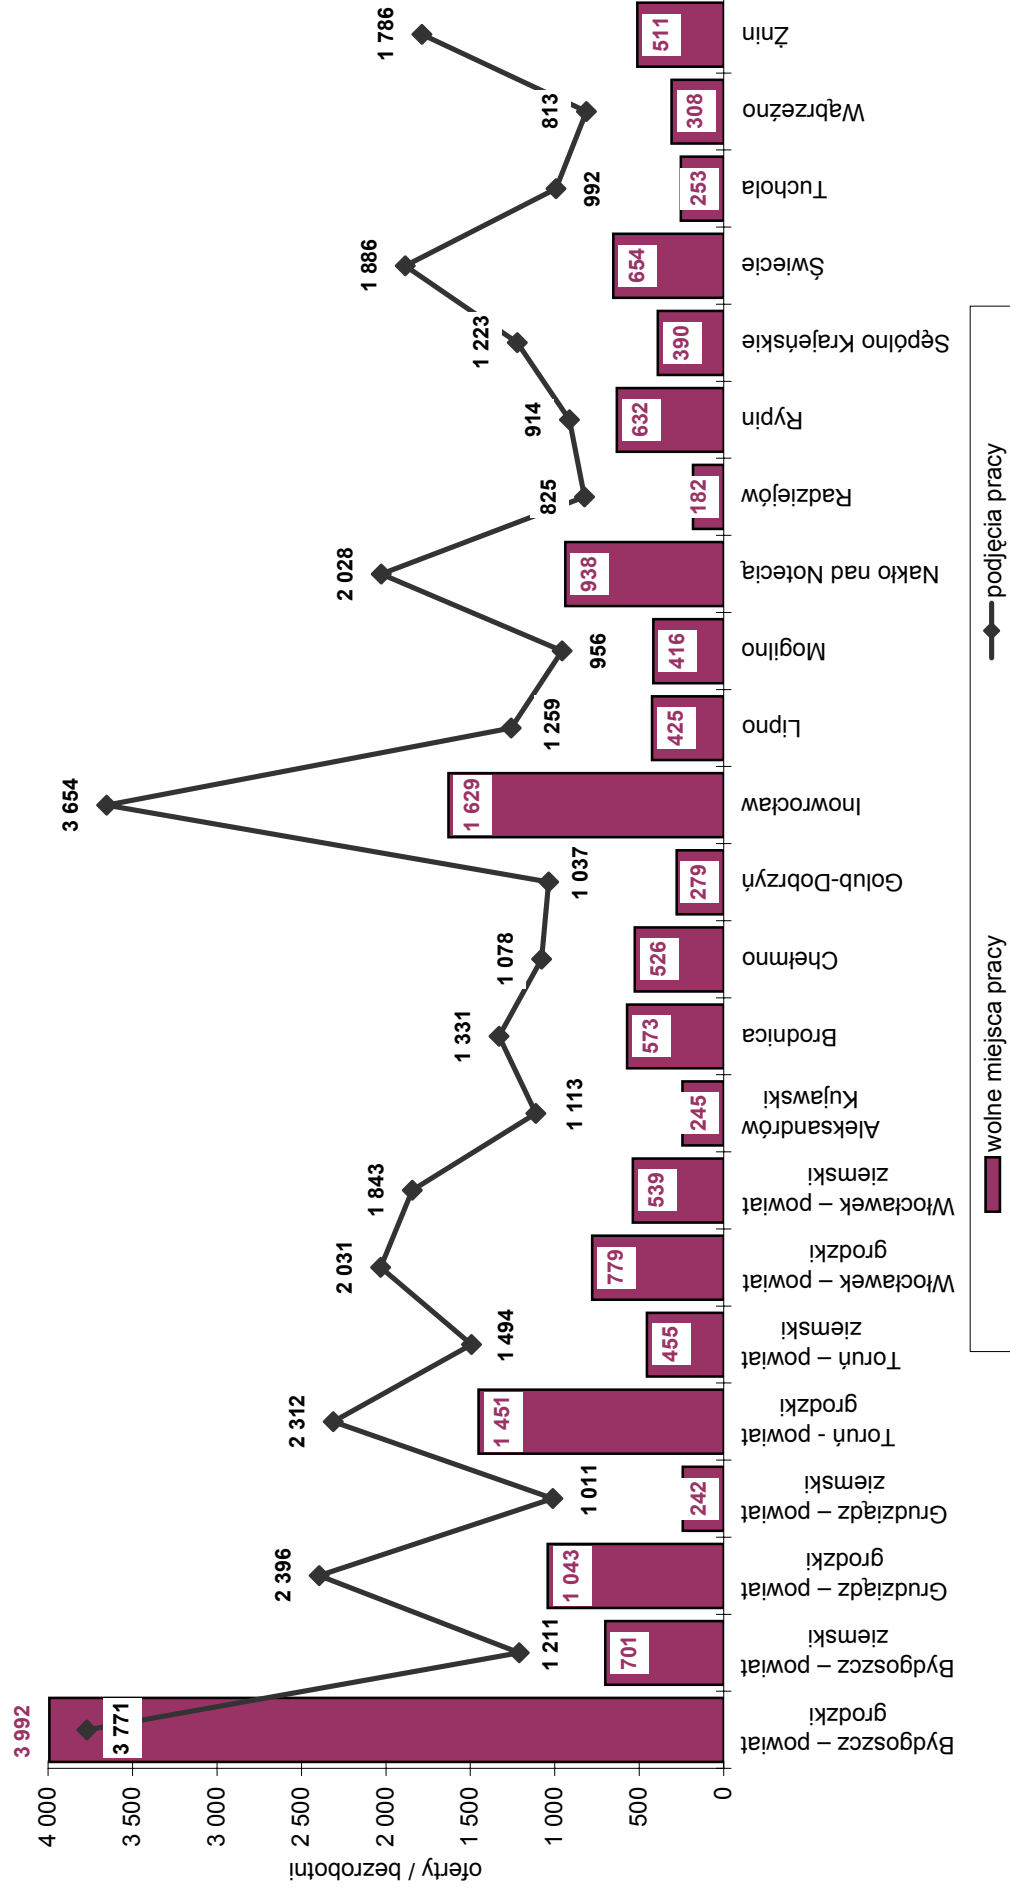 oferty / bezrobotni
4 000
3 500
3 000
2 500
2 000
1 500
1 000
500
0
3 992
701
1 043
242
1 451
455
779
539
245
573
526
279
1 629
425
416
938
182
632
390
654
253
308
511
3 771
1 211
2 396
1 011
2 312
1 494
2 031
1 843
1 113
1 331
1 078
1 037
3 654
1 259
956
2 028
825
914
1 223
1 886
992
813
1 786
Bydgoszcz – powiat
grodzki
Bydgoszcz – powiat
ziemski
Grudziądz – powiat
grodzki
Grudziądz – powiat
ziemski
Toruń - powiat
grodzki
Toruń – powiat
ziemski
Włocławek – powiat
grodzki
Włocławek – powiat
ziemski
Aleksandrów
Kujawski
Brodnica
Chełmno
Golub-Dobrzyń
Inowrocław
Lipno
Mogilno
Nakło nad Notecią
Radziejów
Rypin
Sępólno Krajeńskie
Świecie
Tuchola
Wąbrzeźno
Żnin
wolne miejsca pracy
podjęcia pracy